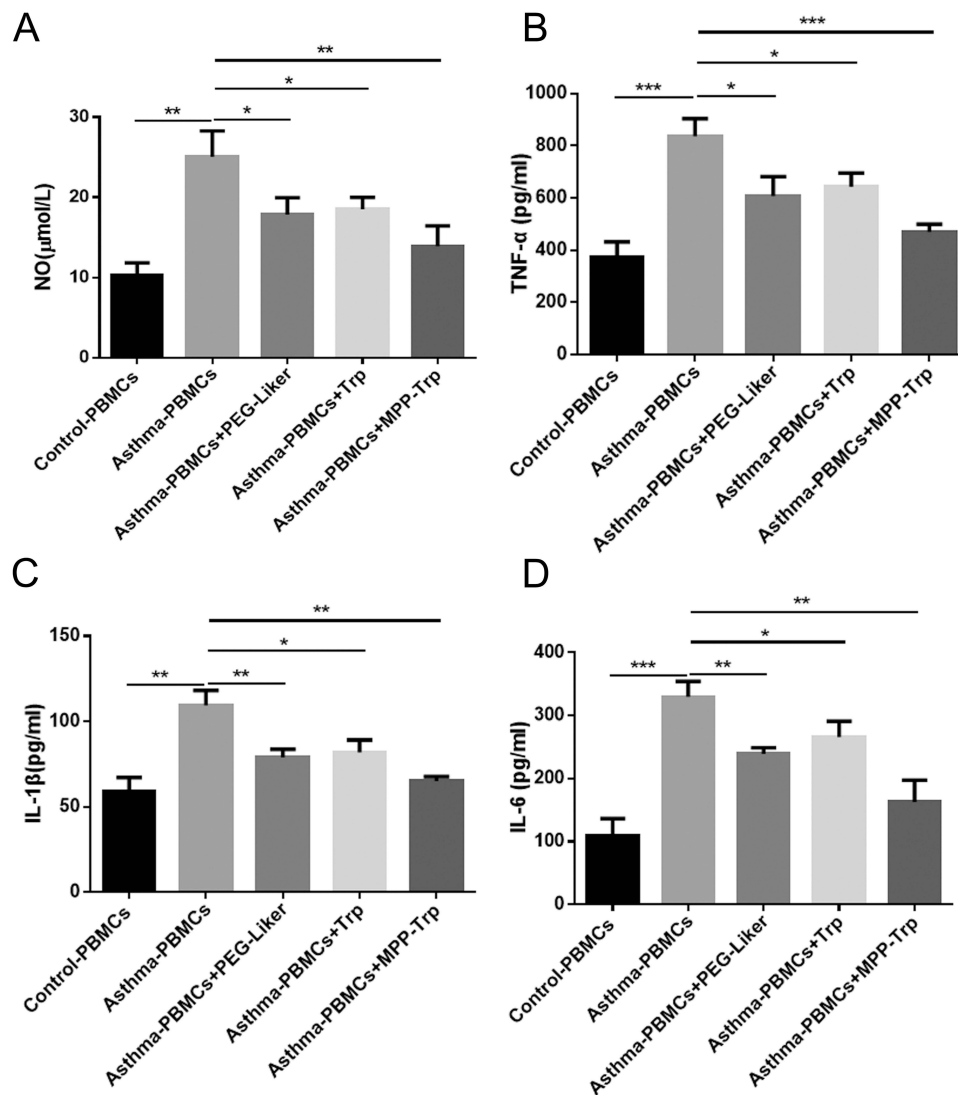 A
**
*
**
*
30
20
10
0
NO(μmol/L)
Control-PBMCs
Asthma-PBMCs
Asthma-PBMCs+PEG-Liker
Asthma-PBMCs+Trp
Asthma-PBMCs+MPP-Trp
B
***
*
***
*
1000
800
600
400
200
0
TNF-α (pg/ml)
Control-PBMCs
Asthma-PBMCs
Asthma-PBMCs+PEG-Liker
Asthma-PBMCs+Trp
Asthma-PBMCs+MPP-Trp
C
**
*
**
**
150
100
50
0
IL-1β(pg/ml)
Control-PBMCs
Asthma-PBMCs
Asthma-PBMCs+PEG-Liker
Asthma-PBMCs+Trp
Asthma-PBMCs+MPP-Trp
D
**
*
***
**
400
300
200
100
0
IL-6 (pg/ml)
Control-PBMCs
Asthma-PBMCs
Asthma-PBMCs+PEG-Liker
Asthma-PBMCs+Trp
Asthma-PBMCs+MPP-Trp